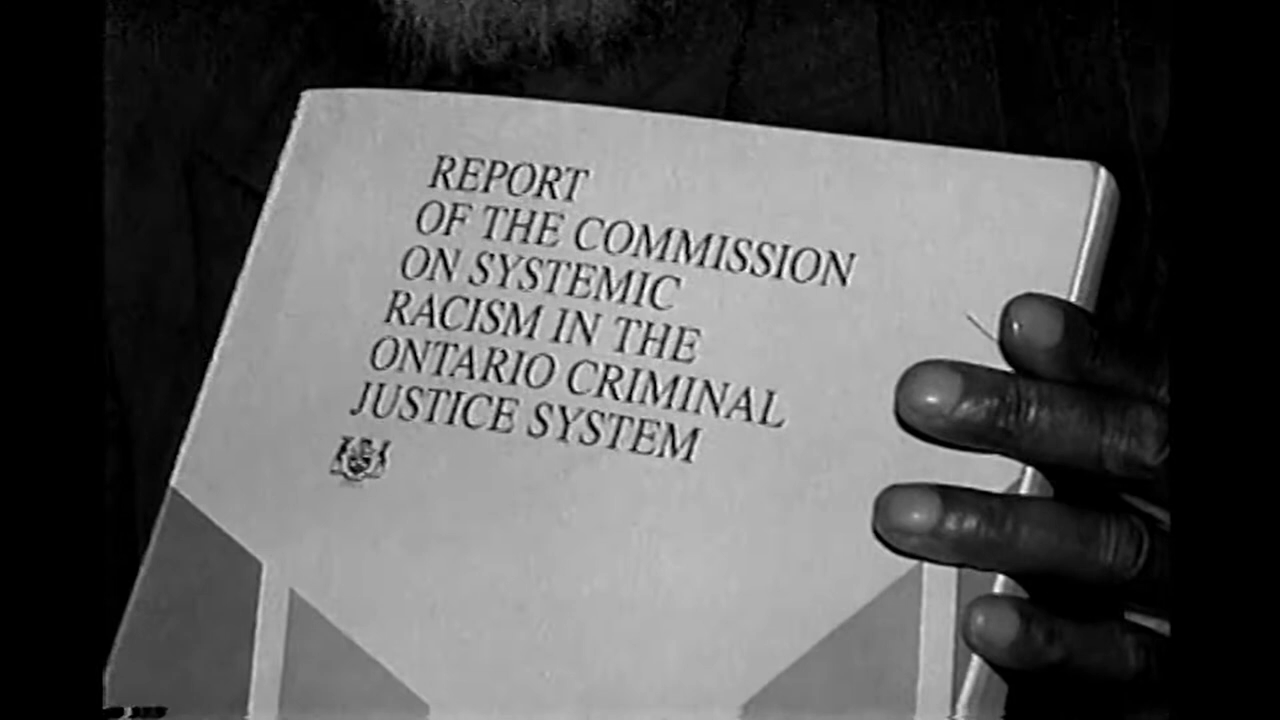 REPORT
OF THE COMMISSION
ON SYSTEMIC
RACISM IN THE
ONTARIO CRIMINAL
JUSTICE SYSTEM